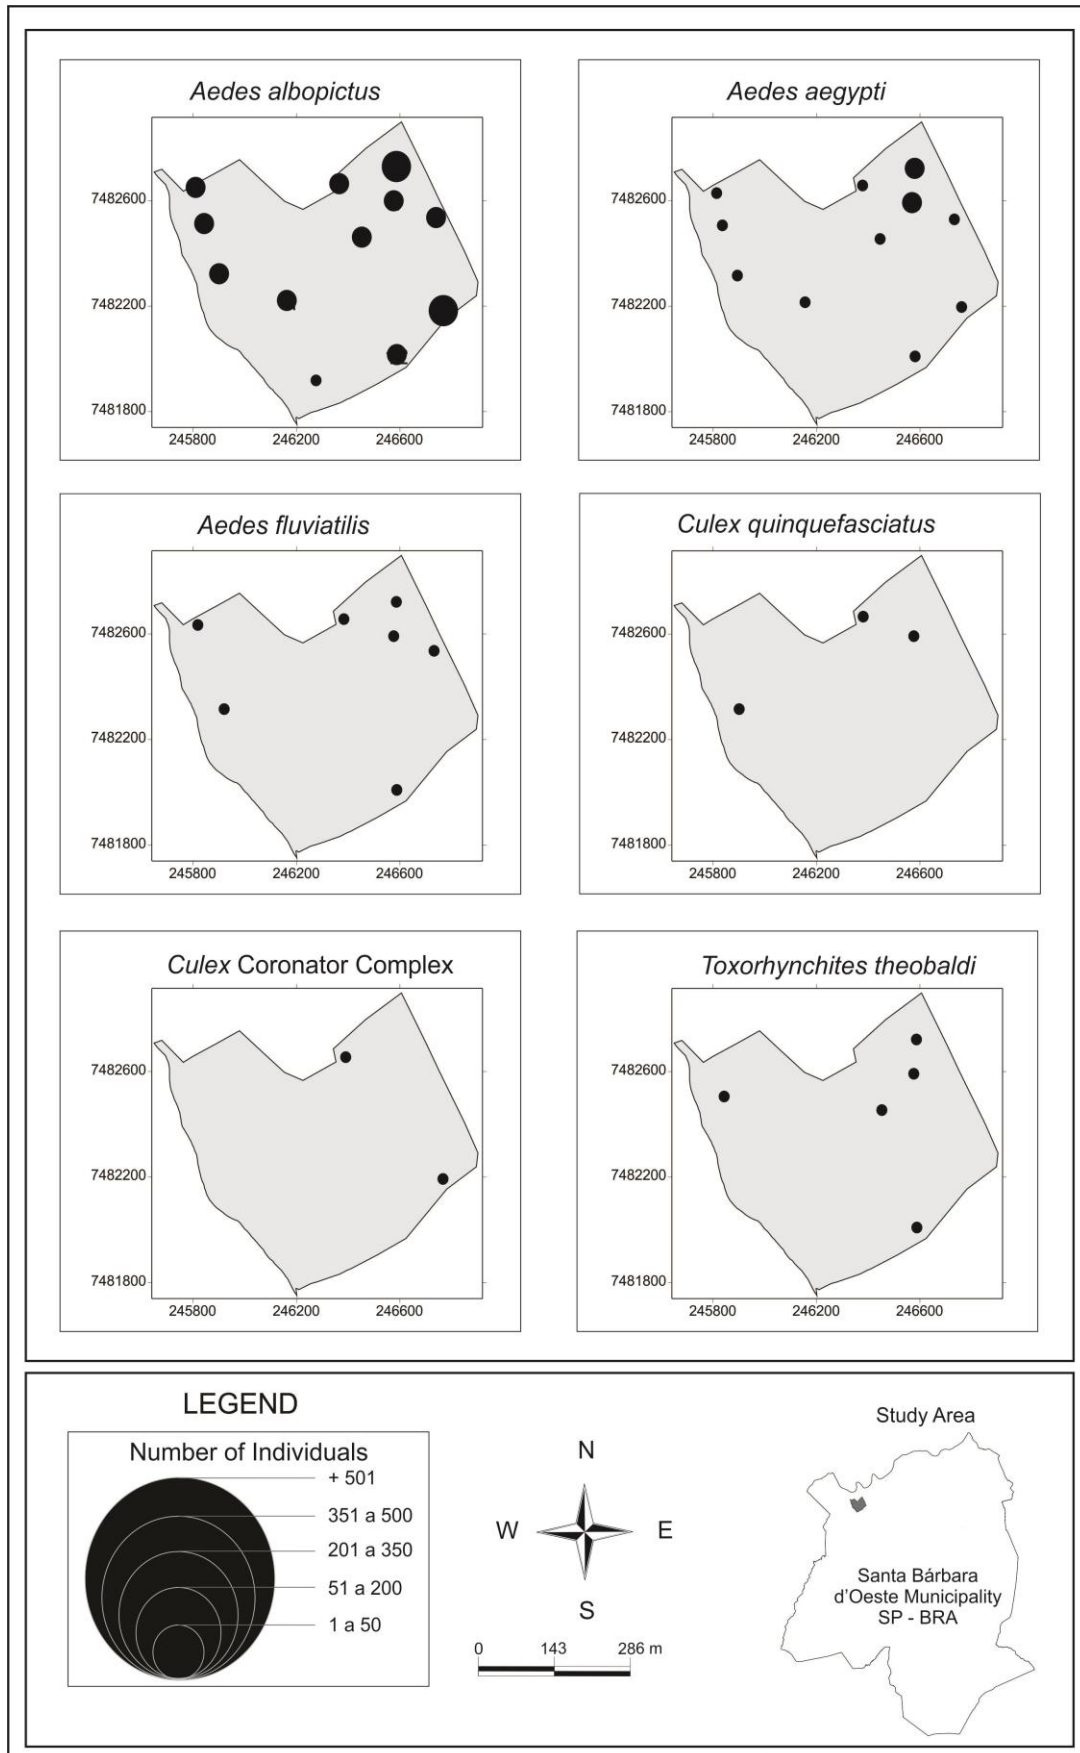 Aedes albopictus
7482600
7482200
7481800
245800 246200 246600
Aedes aegypti
7482600
7482200
7481800
245800 246200 246600
Aedes fluviatilis
7482600
7482200
7481800
245800 246200 246600
Culex quinquefasciatus
7482600
7482200
7481800
245800 246200 246600
Culex Coronator Complex
7482600
7482200
7481800
245800 246200 246600
Toxorhynchites theobaldi
7482600
7482200
7481800
245800 246200 246600
LEGEND
Number of Individuals
+ 501
351 a 500
201 a 350
51 a 200
1 a 50
N
W E
S
0 143 286 m
Study Area
Santa Bárbara
d'Oeste Municipality
SP - BRA